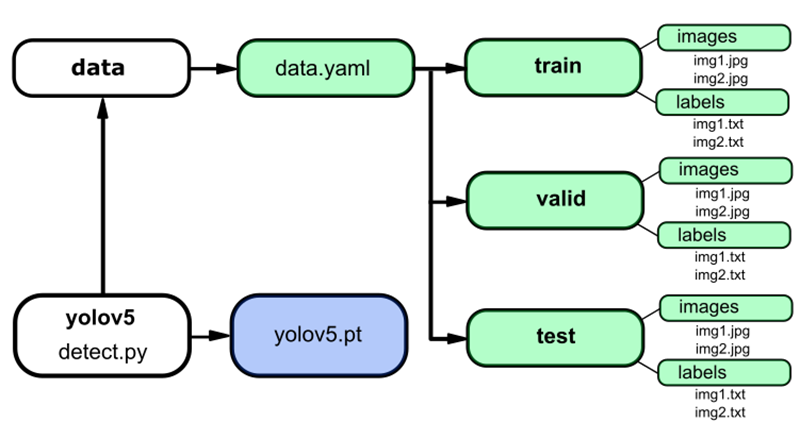 data
data.yaml
train
images
img1.jpg
img2.jpg
labels
img1.txt
img2.txt
valid
images
img1.jpg
img2.jpg
labels
img1.txt
img2.txt
yolov5
detect.py
yolov5.pt
test
images
img1.jpg
img2.jpg
labels
img1.txt
img2.txt